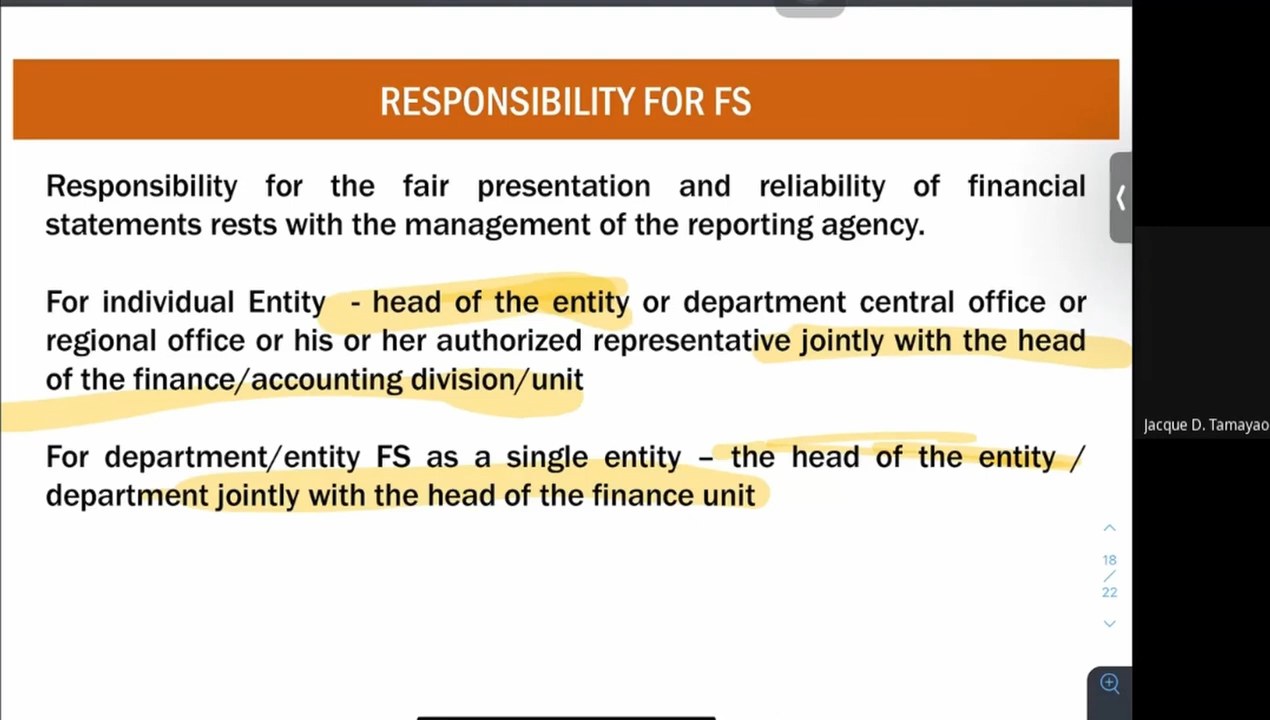 RESPONSIBILITY FOR FS
Responsibility for the fair presentation and reliability of financial
statements rests with the management of the reporting agency.
For individual Entity - head of the entity or department central office or
regional office or his or her authorized representative jointly with the head
of the finance/accounting division/unit
For department/entity FS as a single entity – the head of the entity /
department jointly with the head of the finance unit
18
/
22
Jacque D. Tamayao